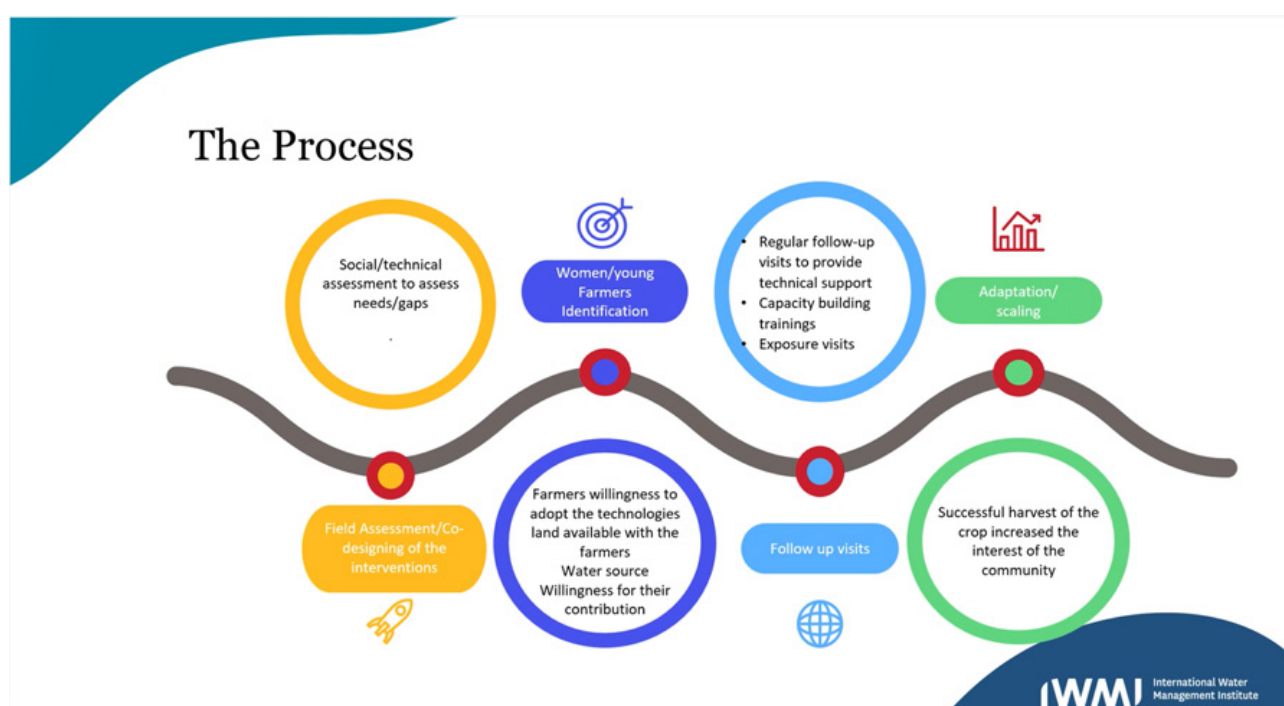 The Process
Social/technical
assessment to assess
needs/gaps
.
Field Assessment/Co-
designing of the
interventions
Women/young
Farmers
Identification
Farmers willingness to
adopt the technologies
land available with the
farmers
Water source
Willingness for their
contribution
• Regular follow-up
visits to provide
technical support
• Capacity building
trainings
• Exposure visits
Follow up visits
Adaptation/
scaling
Successful harvest of the
crop increased the
interest of the
community
IWMI
International Water
Management Institute